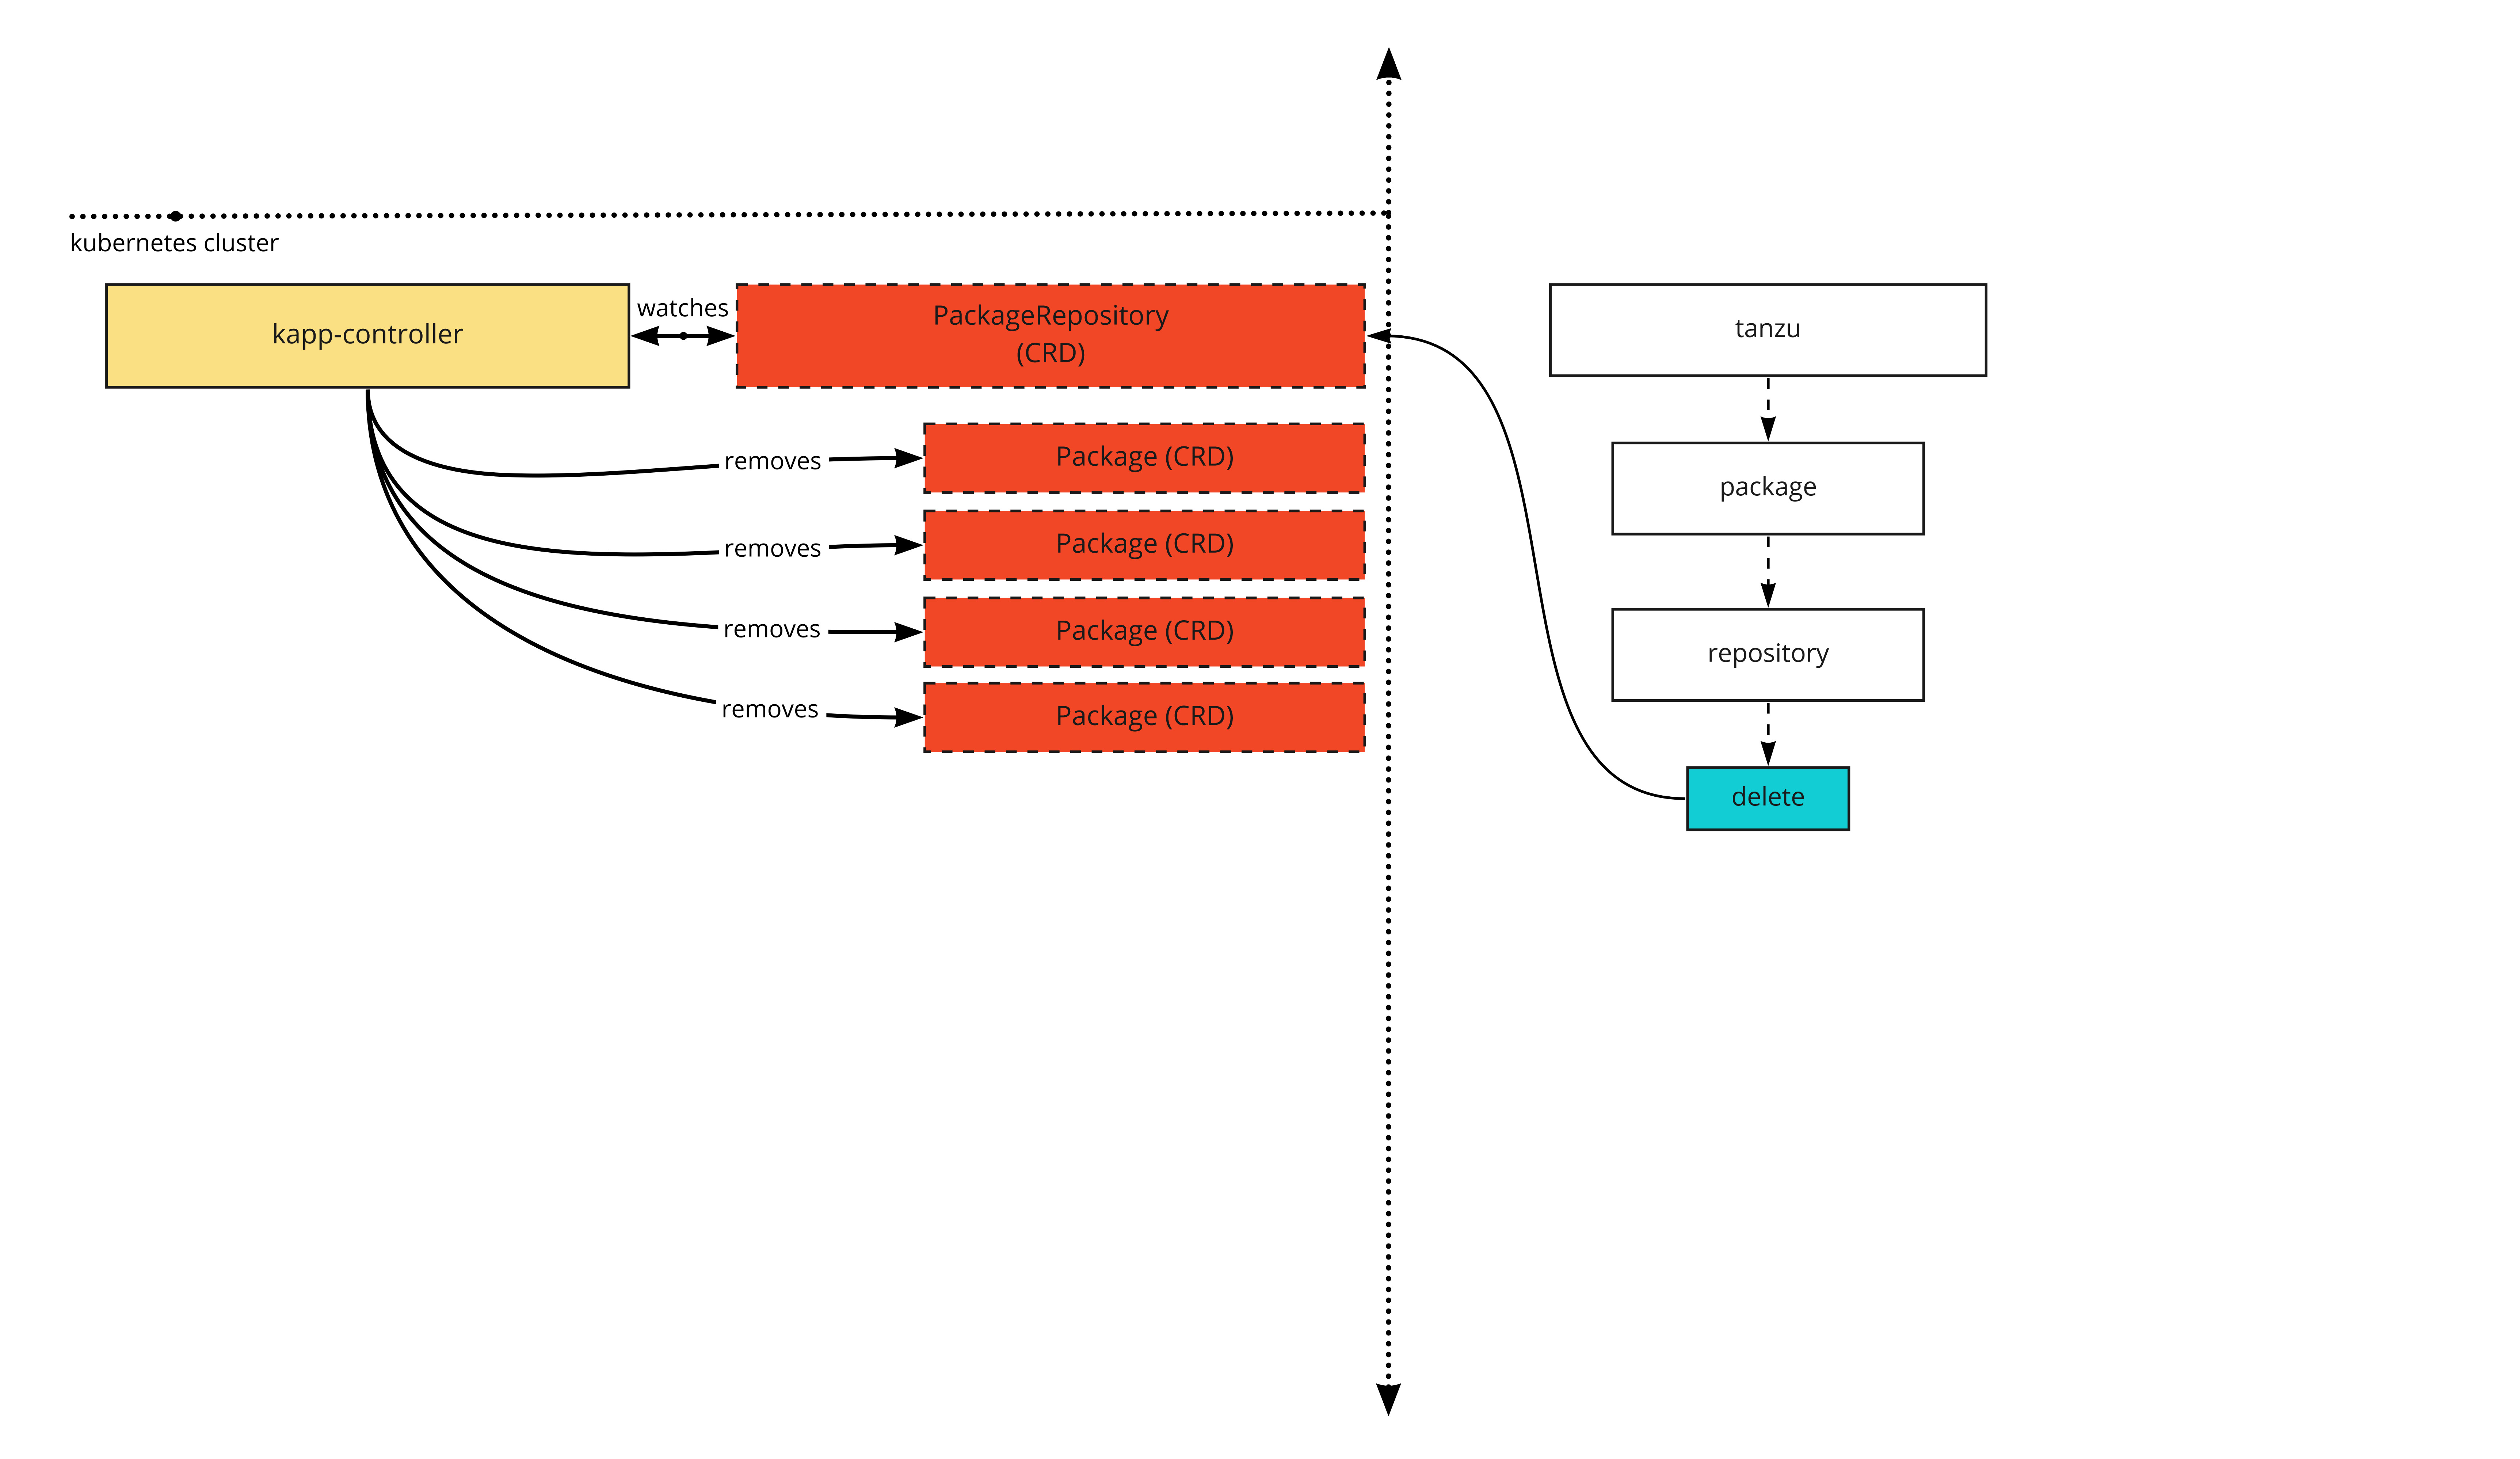 kubernetes cluster
kapp-controller
watches
PackageRepository
(CRD)
removes
Package (CRD)
removes
Package (CRD)
removes
Package (CRD)
removes
Package (CRD)
tanzu
package
repository
delete